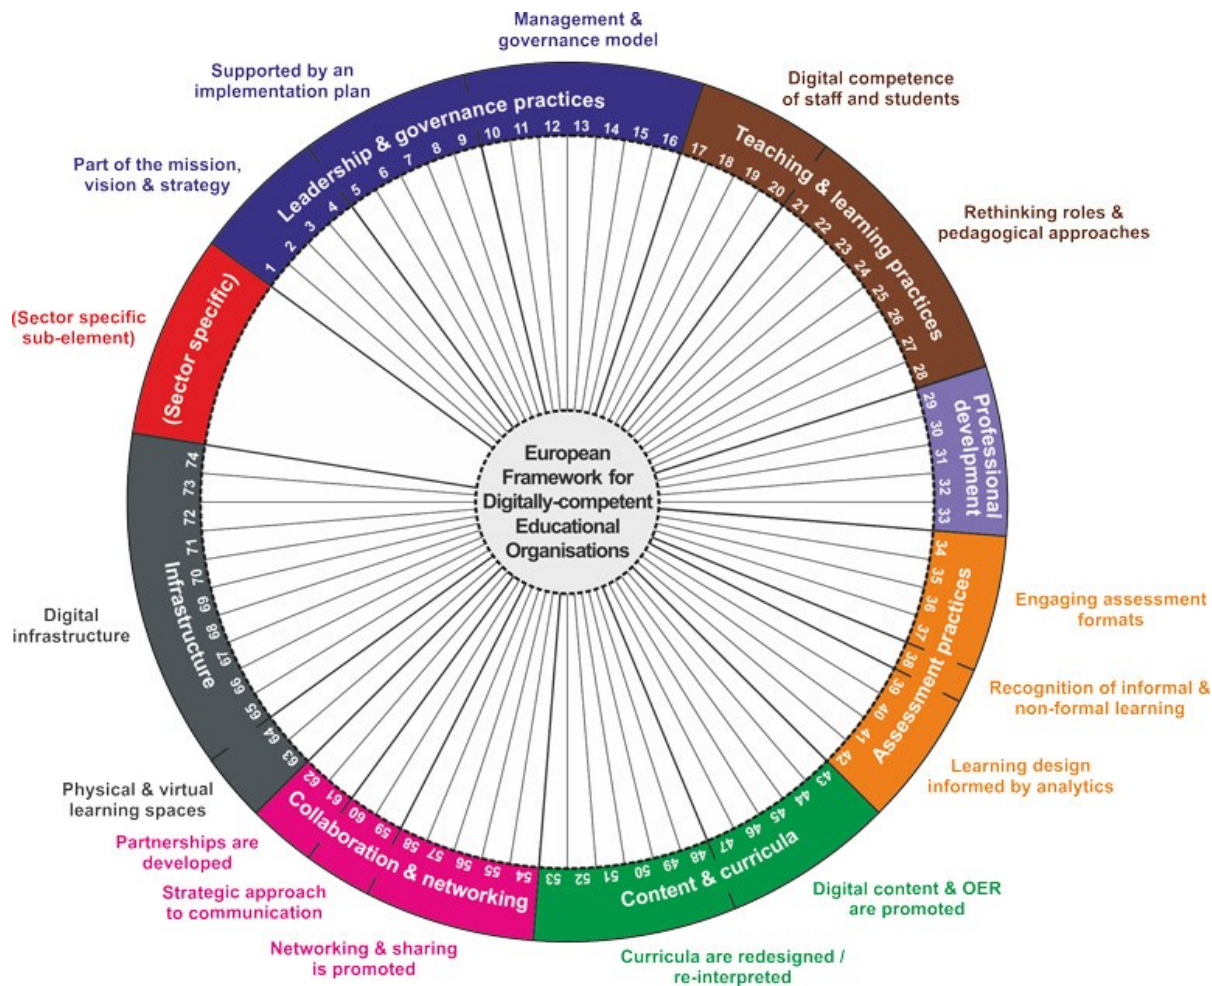 Management &
governance model
Supported by an
implementation plan
Digital competence
of staff and students
Part of the mission,
vision & strategy
Rethinking roles &
pedagogical approaches
(Sector specific
sub-element)
Engaging assessment
formats
Recognition of informal &
non-formal learning
Learning design
informed by analytics
Digital content & OER
are promoted
Curricula are redesigned /
re-interpreted
Networking & sharing
is promoted
Strategic approach
to communication
Partnerships are
developed
Physical & virtual
learning spaces
Digital
infrastructure
Leadership & governance practices
Teaching & learning practices
Professional
develpment
Assessment practices
Content & curricula
Collaboration & networking
Infrastructure
(Sector specific)
1
2
3
4
5
6
7
8
9
10
11
12
13
14
15
16
17
18
19
20
21
22
23
24
25
26
27
28
29
30
31
32
33
34
35
36
37
38
39
40
41
42
43
44
45
46
47
48
49
50
51
52
53
54
55
56
57
58
59
60
61
62
63
64
65
66
67
68
69
70
71
72
73
74
European
Framework for
Digitally-competent
Educational
Organisations